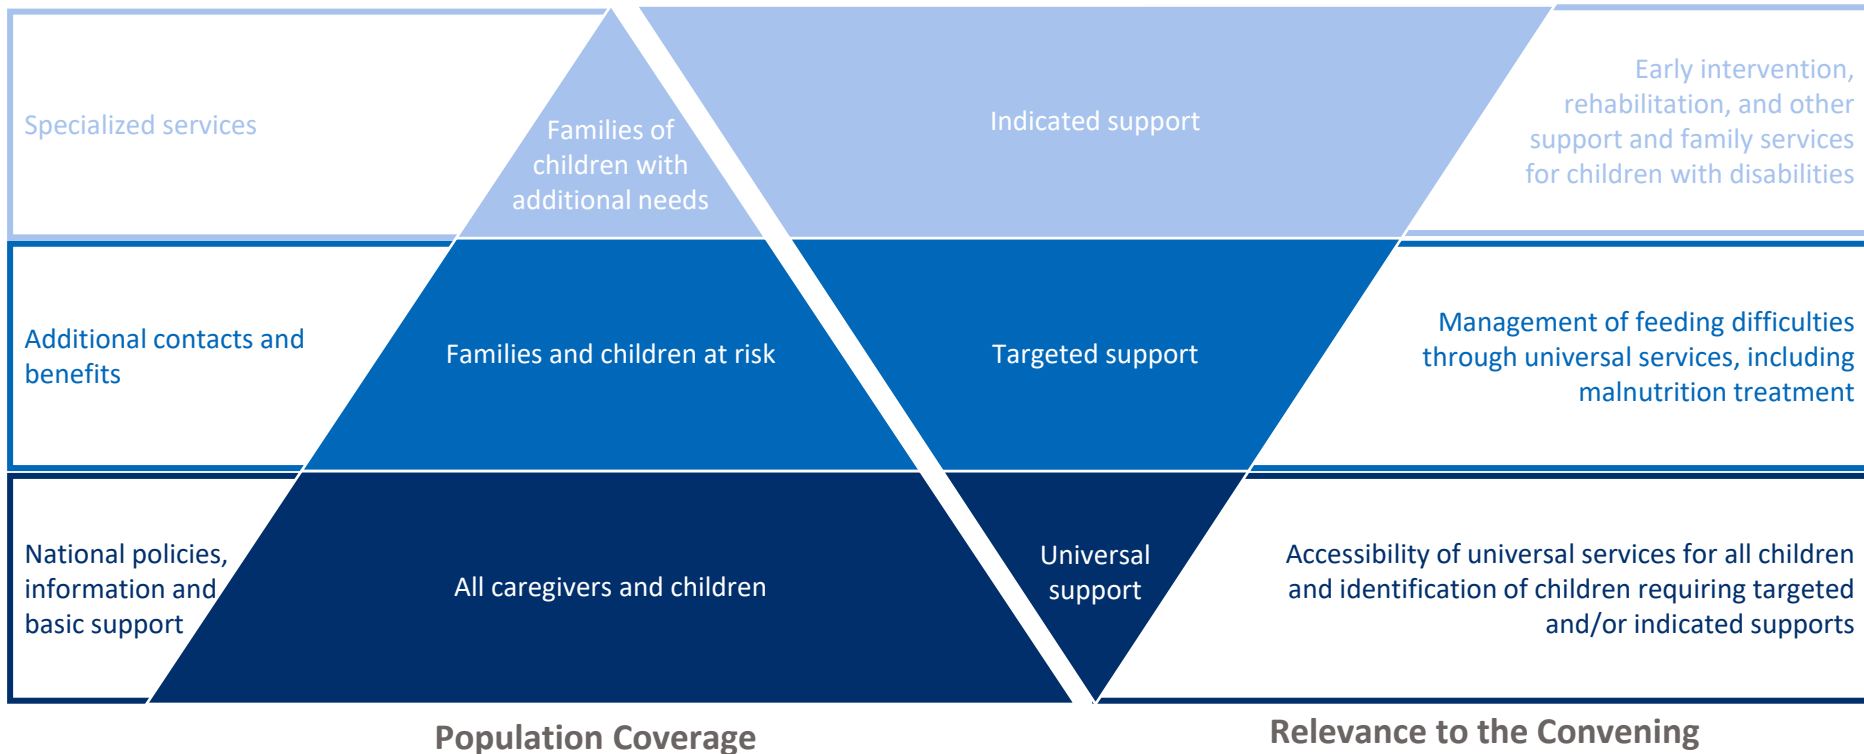 Specialized services
Families of
children with
additional needs
Indicated support
Early intervention,
rehabilitation, and other
support and family services
for children with disabilities
Additional contacts and
benefits
Families and children at risk
Targeted support
Management of feeding difficulties
through universal services, including
malnutrition treatment
National policies,
information and
basic support
All caregivers and children
Universal
support
Accessibility of universal services for all children
and identification of children requiring targeted
and/or indicated supports
Population Coverage
Relevance to the Convening